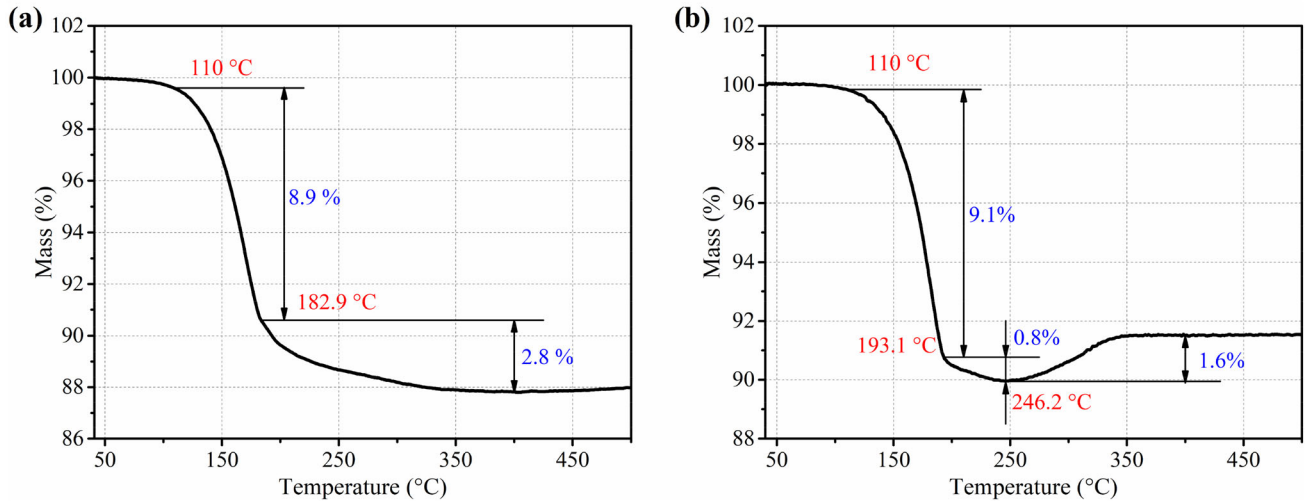 (a)
102
100
98
96
94
92
90
88
86
Mass (%)
110 °C
8.9 %
182.9 °C
2.8 %
50
150
250
350
450
Temperature (°C)
(b)
102
100
98
96
94
92
90
88
Mass (%)
110 °C
9.1%
193.1 °C
0.8%
1.6%
246.2 °C
50
150
250
350
450
Temperature (°C)